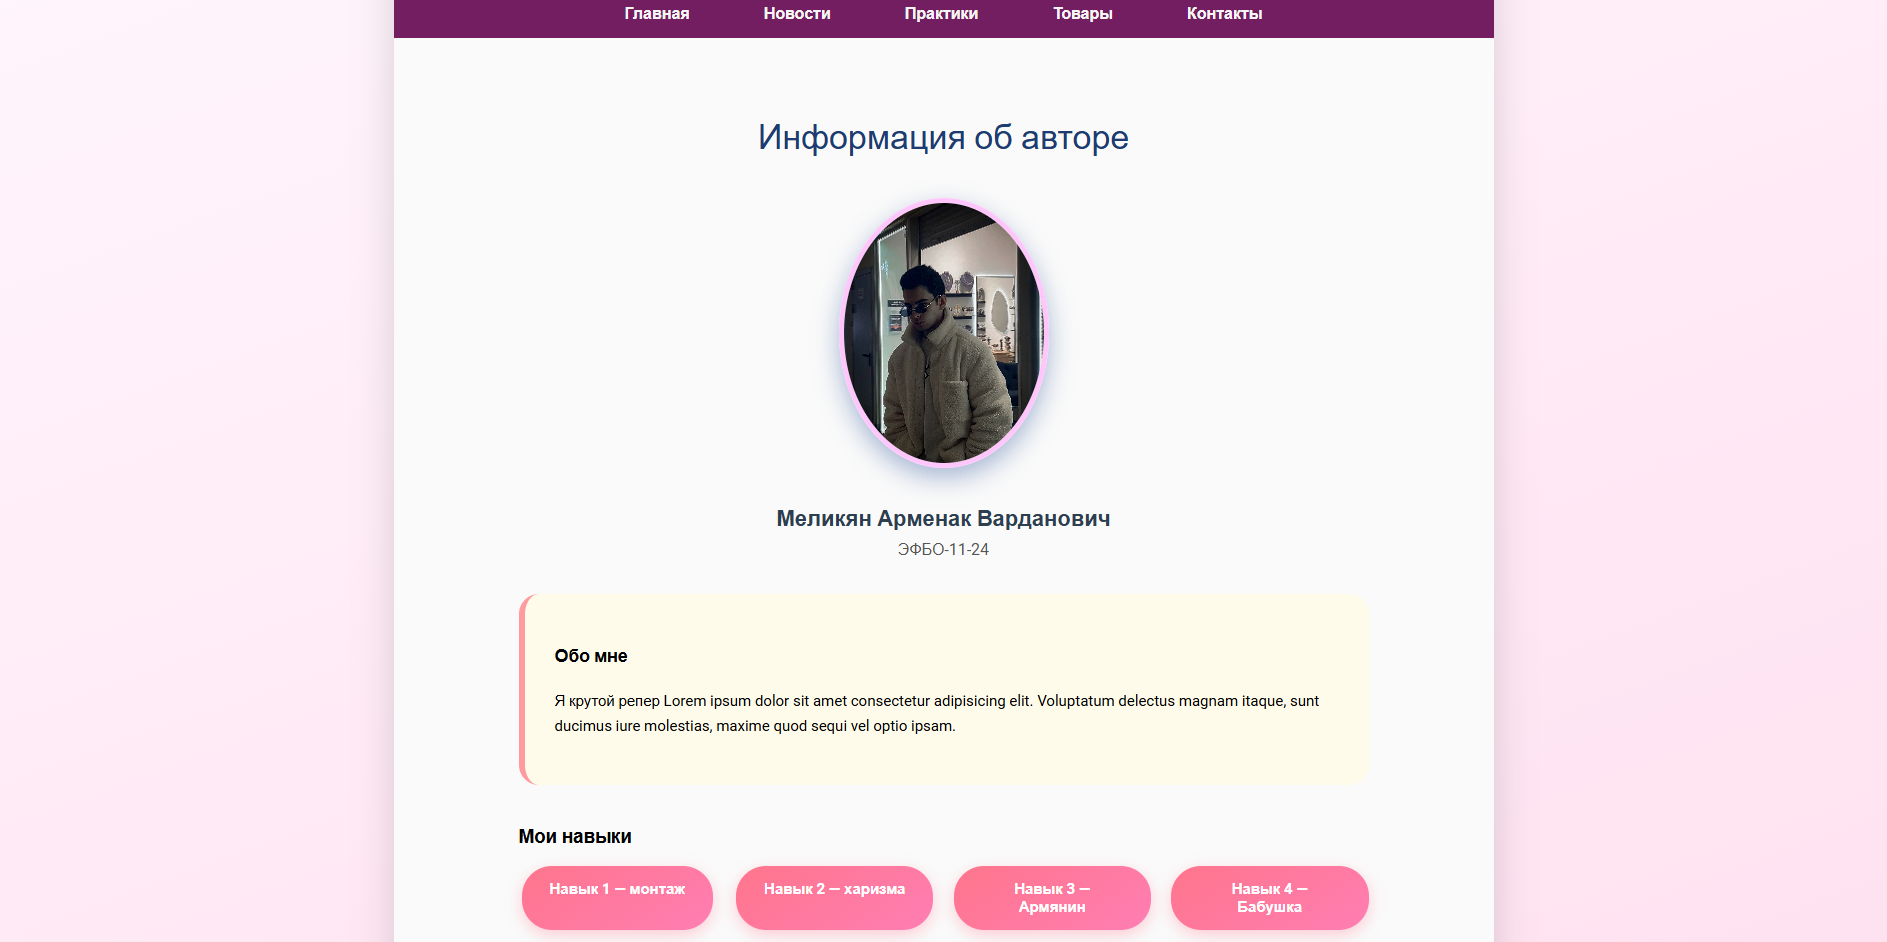 Главная Новости Практики Товары Контакты
Информация об авторе
Меликян Арменак Варданович
ЭФБО-11-24
Обо мне
Я крутой репер Lorem ipsum dolor sit amet consectetur adipisicing elit. Voluptatum delectus magnam itaque, sunt
ducimus iure molestias, maxime quod sequi vel optio ipsam.
Мои навыки
Навык 1 — монтаж
Навык 2 — харизма
Навык 3 —
Армянин
Навык 4 —
Бабушка